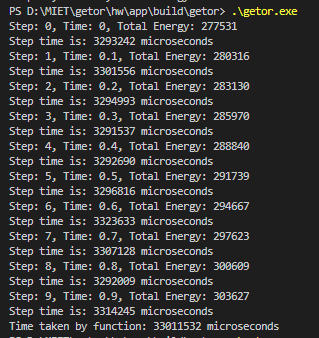 PS D:\MIET\getor\hw\app\build\getor> .\getor.exe
Step: 0, Time: 0, Total Energy: 277531
Step time is: 3293242 microseconds
Step: 1, Time: 0.1, Total Energy: 280316
Step time is: 3301556 microseconds
Step: 2, Time: 0.2, Total Energy: 283130
Step time is: 3294993 microseconds
Step: 3, Time: 0.3, Total Energy: 285970
Step time is: 3291537 microseconds
Step: 4, Time: 0.4, Total Energy: 288840
Step time is: 3292690 microseconds
Step: 5, Time: 0.5, Total Energy: 291739
Step time is: 3296816 microseconds
Step: 6, Time: 0.6, Total Energy: 294667
Step time is: 3323633 microseconds
Step: 7, Time: 0.7, Total Energy: 297623
Step time is: 3307128 microseconds
Step: 8, Time: 0.8, Total Energy: 300609
Step time is: 3292009 microseconds
Step: 9, Time: 0.9, Total Energy: 303627
Step time is: 3314245 microseconds
Time taken by function: 33011532 microseconds